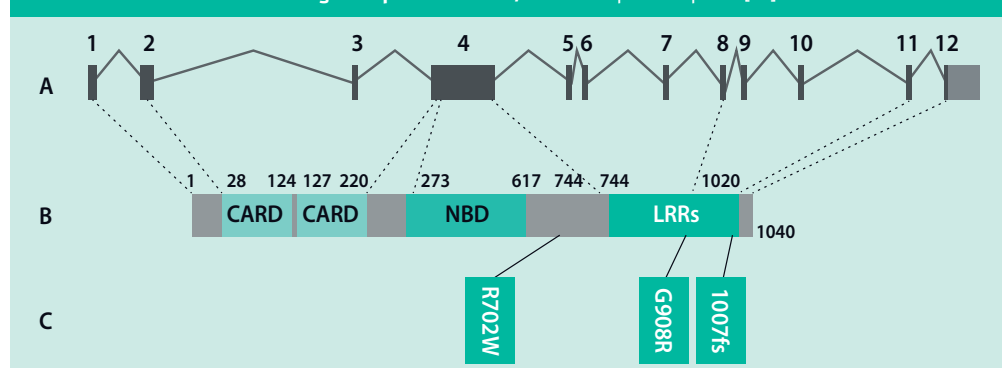 1 2 3 4 5 6 7 8 9 10 11 12
A
1 28 124 127 220 273 617 744 744 1020
B CARD CARD NBD LRRs
1040
C R702W G908R 1007fs